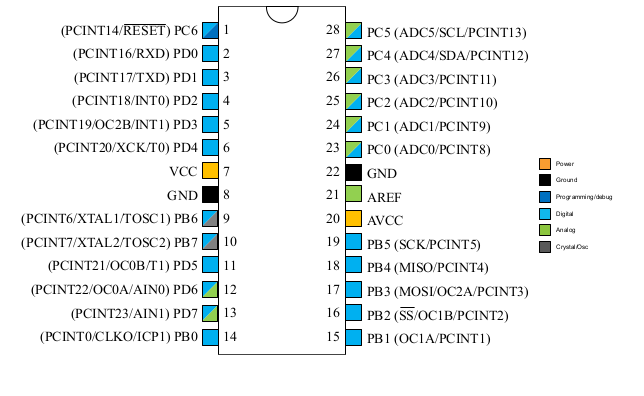 (PCINT14/RESET) PC6 1 28 PC5 (ADC5/SCL/PCINT13)
(PCINT16/RXD) PD0 2 27 PC4 (ADC4/SDA/PCINT12)
(PCINT17/TXD) PD1 3 26 PC3 (ADC3/PCINT11)
(PCINT18/INT0) PD2 4 25 PC2 (ADC2/PCINT10)
(PCINT19/OC2B/INT1) PD3 5 24 PC1 (ADC1/PCINT9)
(PCINT20/XCK/T0) PD4 6 23 PC0 (ADC0/PCINT8)
VCC 7 22 GND
GND 8 21 AREF
(PCINT6/XTAL1/TOSC1) PB6 9 20 AVCC
(PCINT7/XTAL2/TOSC2) PB7 10 19 PB5 (SCK/PCINT5)
(PCINT21/OC0B/T1) PD5 11 18 PB4 (MISO/PCINT4)
(PCINT22/OC0A/AIN0) PD6 12 17 PB3 (MOSI/OC2A/PCINT3)
(PCINT23/AIN1) PD7 13 16 PB2 (SS/OC1B/PCINT2)
(PCINT0/CLKO/ICP1) PB0 14 15 PB1 (OC1A/PCINT1)
Power
Ground
Programming/debug
Digital
Analog
Crystal/Osc